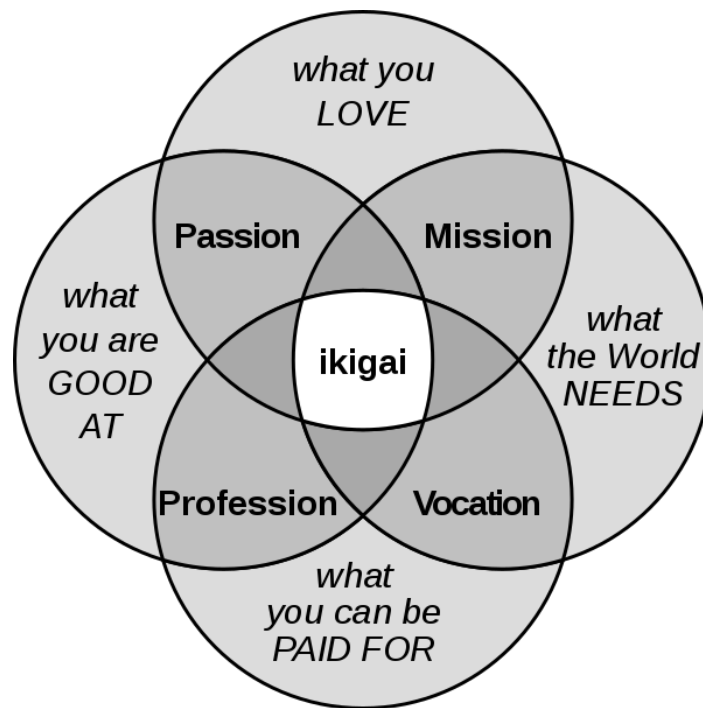 what you
LOVE
Passion
Mission
what
you are
GOOD
AT
ikigai
what
the World
NEEDS
Profession
Vocation
what
you can be
PAID FOR